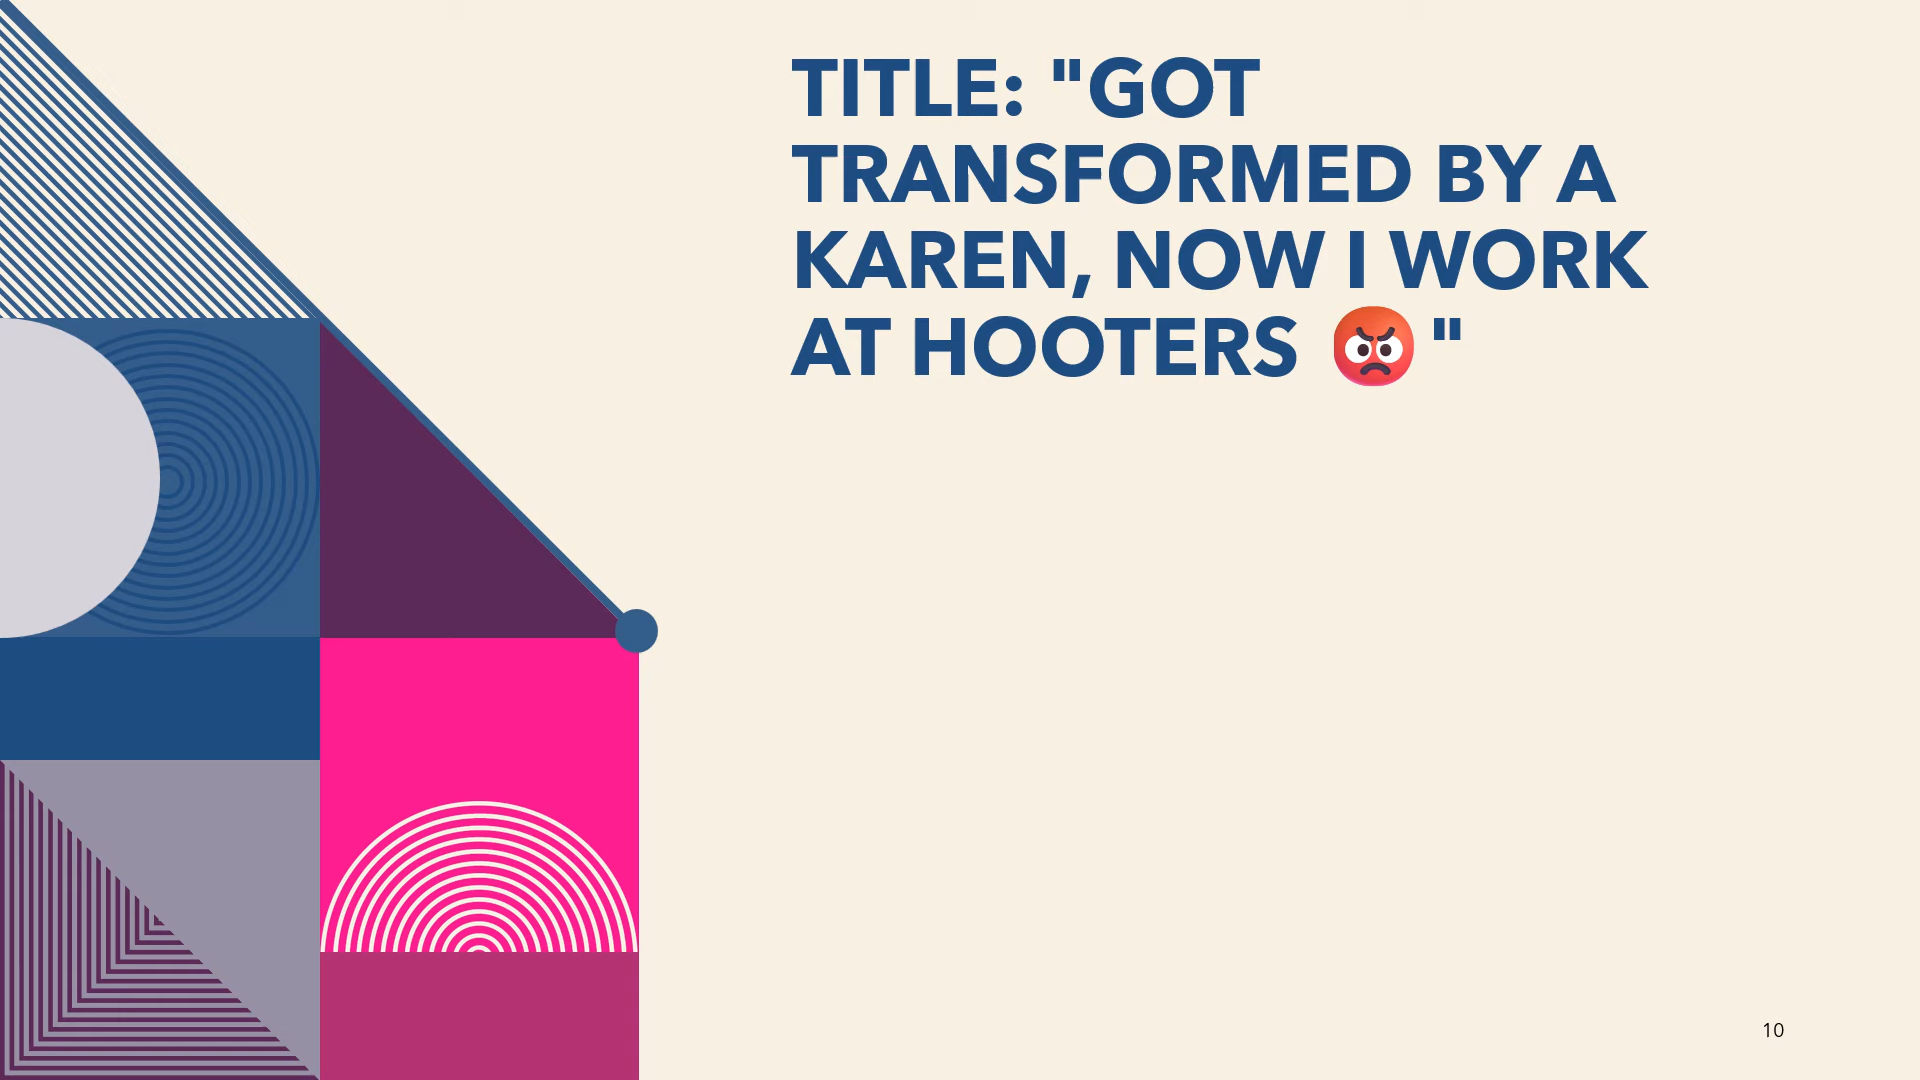 TITLE: "GOT
TRANSFORMED BY A
KAREN, NOW I WORK
AT HOOTERS 😡"
10